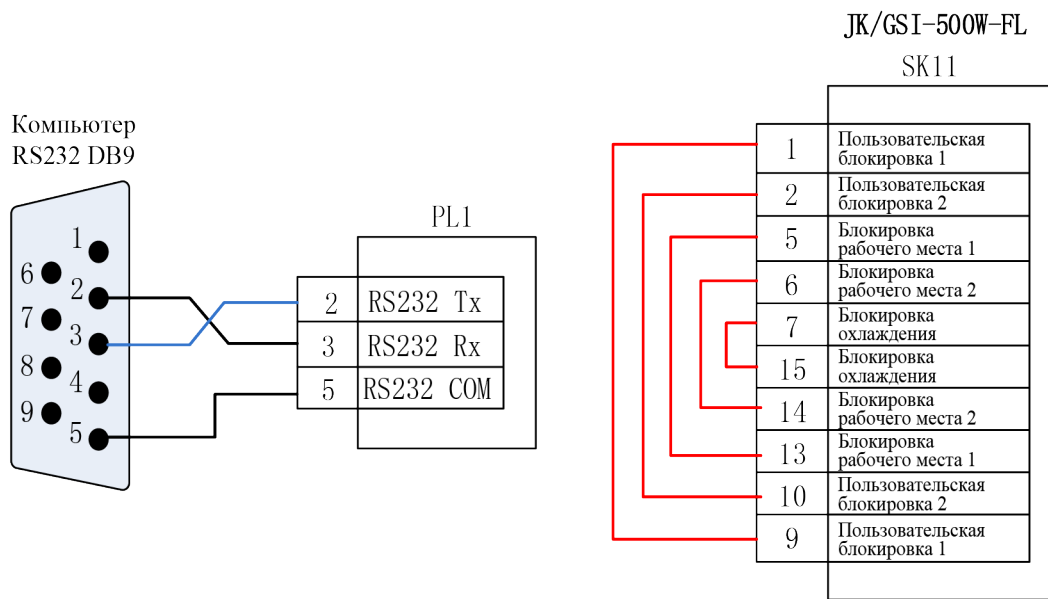 Компьютер
RS232 DB9
1
6
2
7
3
8
4
9
5
PL1
2 RS232 Tx
3 RS232 Rx
5 RS232 COM
JK/GSI-500W-FL
SK11
1 Пользовательская
блокировка 1
2 Пользовательская
блокировка 2
5 Блокировка
рабочего места 1
6 Блокировка
рабочего места 2
7 Блокировка
охлаждения
15 Блокировка
охлаждения
14 Блокировка
рабочего места 2
13 Блокировка
рабочего места 1
10 Пользовательская
блокировка 2
9 Пользовательская
блокировка 1